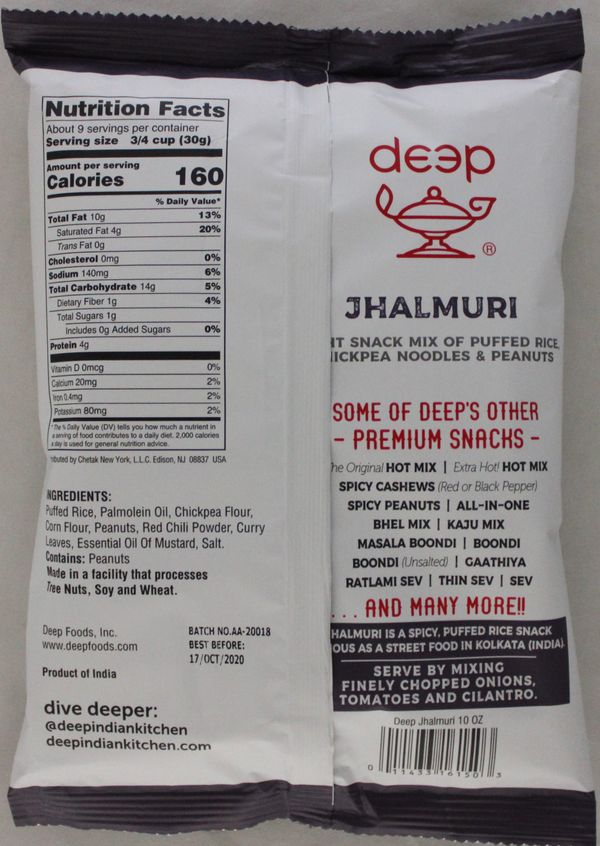 Nutrition Facts
About 9 servings per container
Serving size 3/4 cup (30g)
Amount per serving
Calories 160
% Daily Value*
Total Fat 10g 13%
Saturated Fat 4g 20%
Trans Fat 0g
Cholesterol 0mg 0%
Sodium 140mg 6%
Total Carbohydrate 14g 5%
Dietary Fiber 1g 4%
Total Sugars 1g
Includes 0g Added Sugars 0%
Protein 4g
Vitamin D 0mcg 0%
Calcium 20mg 2%
Iron 0.4mg 2%
Potassium 80mg 2%
*The % Daily Value (DV) tells you how much a nutrient in
a serving of food contributes to a daily diet. 2,000 calories
a day is used for general nutrition advice.
ributed by Chetak New York, L.L.C. Edison, NJ 08837 USA
INGREDIENTS:
Puffed Rice, Palmolein Oil, Chickpea Flour,
Corn Flour, Peanuts, Red Chili Powder, Curry
Leaves, Essential Oil Of Mustard, Salt.
Contains: Peanuts
Made in a facility that processes
Tree Nuts, Soy and Wheat.
Deep Foods, Inc.
www.deepfoods.com
BATCH NO.AA-20018
BEST BEFORE:
17/OCT/2020
Product of India
dive deeper:
@deepindiankitchen
deepindiankitchen.com
deep
®
JHALMURI
HT SNACK MIX OF PUFFED RICE,
ICKPEA NOODLES & PEANUTS
SOME OF DEEP'S OTHER
- PREMIUM SNACKS -
he Original HOT MIX | Extra Hot! HOT MIX
SPICY CASHEWS (Red or Black Pepper)
SPICY PEANUTS | ALL-IN-ONE
BHEL MIX | KAJU MIX
MASALA BOONDI | BOONDI
BOONDI (Unsalted) | GAATHIYA
RATLAMI SEV | THIN SEV | SEV
... AND MANY MORE!!
HALMURI IS A SPICY, PUFFED RICE SNACK
OUS AS A STREET FOOD IN KOLKATA (INDIA).
SERVE BY MIXING
FINELY CHOPPED ONIONS,
TOMATOES AND CILANTRO.
Deep Jhalmuri 10 OZ
0 11433 16150 3